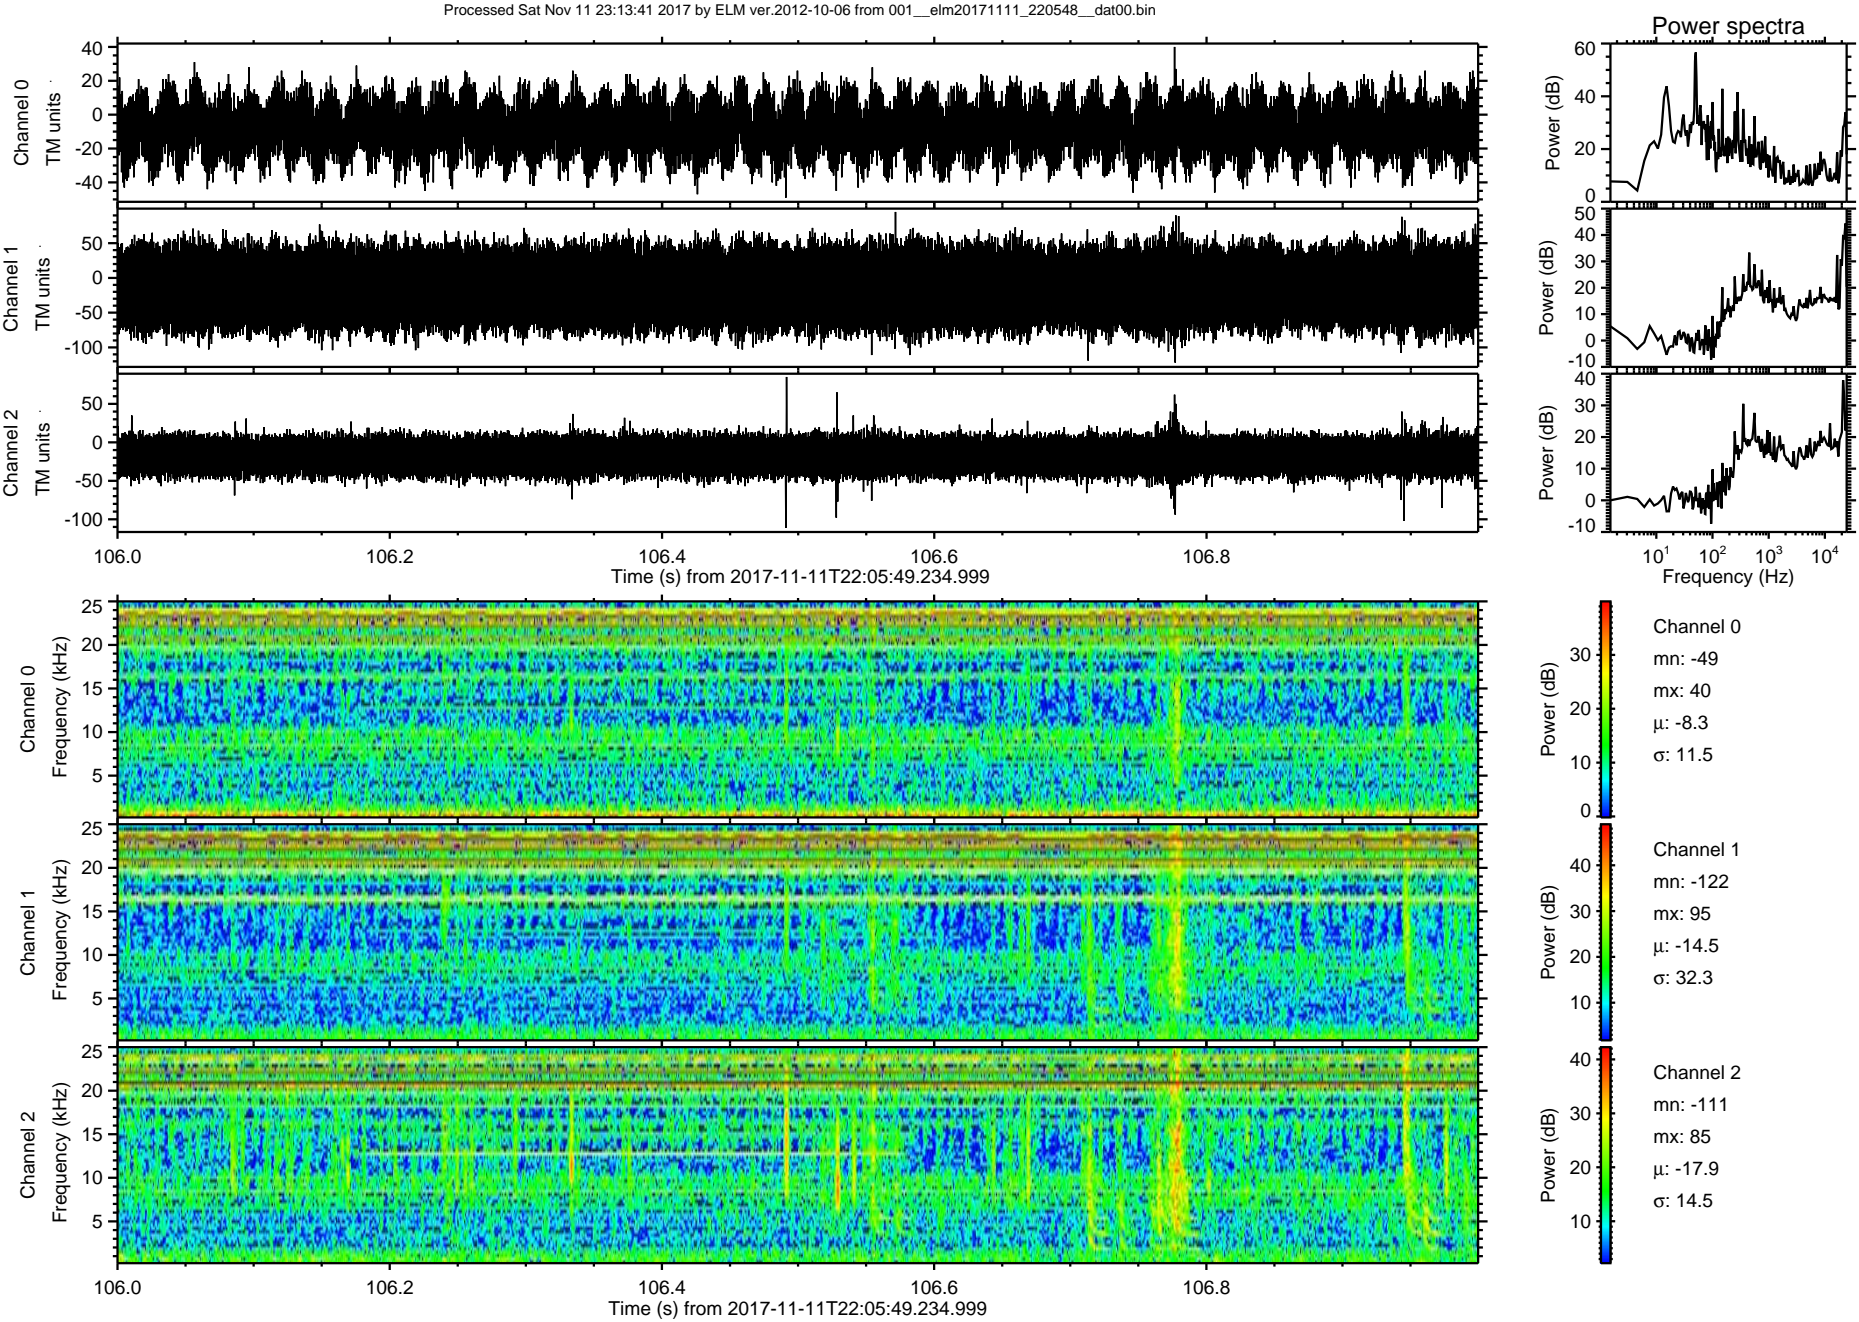 Processed Sat Nov 11 23:13:41 2017 by ELM ver.2012-10-06 from 001__elm20171111_220548__dat00.bin
Power spectra
Channel 0
TM units
40
20
0
-20
-40
Power (dB)
60
40
20
0
Channel 1
TM units
50
0
-50
-100
Power (dB)
50
40
30
20
10
0
-10
Channel 2
TM units
50
0
-50
-100
Power (dB)
40
30
20
10
0
-10
106.0 106.2 106.4 106.6 106.8
Time (s) from 2017-11-11T22:05:49.234.999
10^1 10^2 10^3 10^4
Frequency (Hz)
Channel 0
Frequency (kHz)
25
20
15
10
5
Power (dB)
30
20
10
0
Channel 0
mn: -49
mx: 40
μ: -8.3
σ: 11.5
Channel 1
Frequency (kHz)
25
20
15
10
5
Power (dB)
40
30
20
10
Channel 1
mn: -122
mx: 95
μ: -14.5
σ: 32.3
Channel 2
Frequency (kHz)
25
20
15
10
5
Power (dB)
40
30
20
10
Channel 2
mn: -111
mx: 85
μ: -17.9
σ: 14.5
106.0 106.2 106.4 106.6 106.8
Time (s) from 2017-11-11T22:05:49.234.999